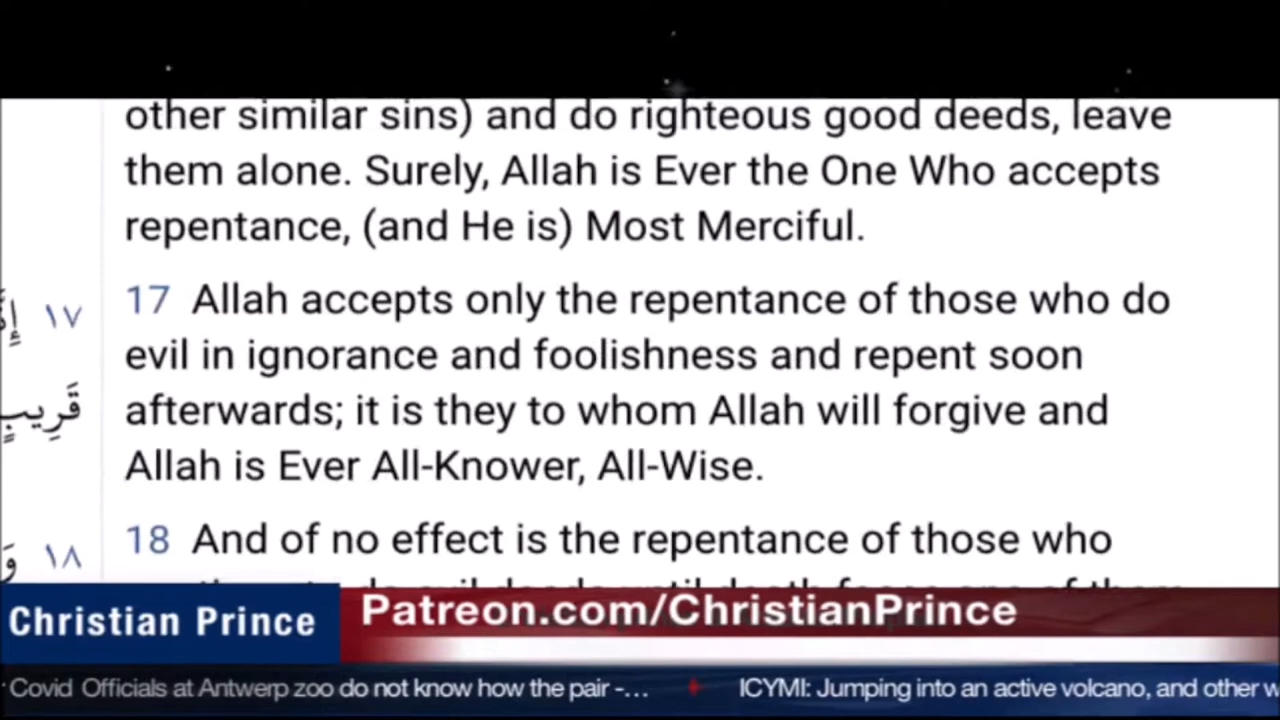 other similar sins) and do righteous good deeds, leave
them alone. Surely, Allah is Ever the One Who accepts
repentance, (and He is) Most Merciful.
17 Allah accepts only the repentance of those who do
evil in ignorance and foolishness and repent soon
afterwards; it is they to whom Allah will forgive and
Allah is Ever All-Knower, All-Wise.
١٧
قَرِيبٍ
18 And of no effect is the repentance of those who
١٨
Christian Prince
Patreon.com/ChristianPrince
Covid Officials at Antwerp zoo do not know how the pair -... ICYMI: Jumping into an active volcano, and other w